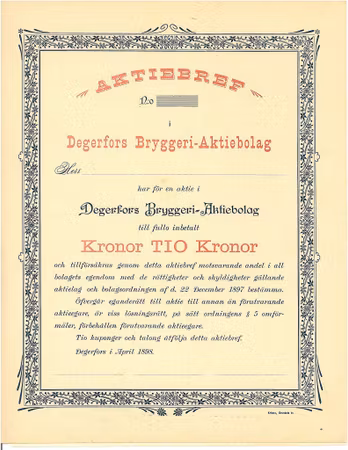 AKTIEBREF
No
i
Degerfors Bryggeri-Aktiebolag
Herr
har för en aktie i
Degerfors Bryggeri-Aktiebolag
till fullo inbetalt
Kronor TIO Kronor
och tillförsäkras genom detta aktiebref motsvarande andel i all
bolagets egendom med de rättigheter och skyldigheter gällande
aktielag och bolagsordningen af d. 22 December 1897 bestämma.
Öfvergår eganderätt till aktie till annan än förutvarande
aktieegare, är viss lösningsrätt, på sätt ordningens § 5 omför-
mäler, förbehållen förutvarande aktieegare.
Tio kuponger och talong åtfölja detta aktiebref.
Degerfors i April 1898.